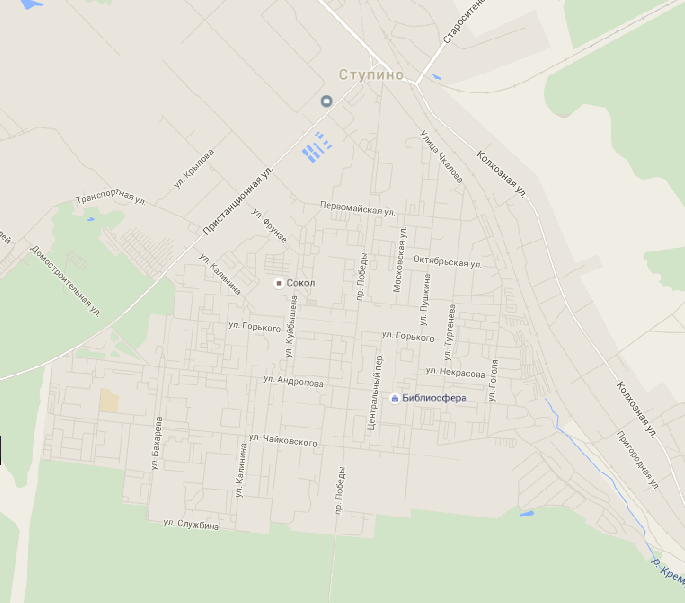 Староситен
Ступино
Улица Чкалова
Колхозная ул.
ул. Крылова
Пристанционная ул.
Транспортная ул.
Первомайская ул.
ул. Фрунзе
лей
Домостроительная ул.
ул. Калинина
Октябрьская ул.
Московская ул.
пр. Победы
Сокол
ул. Пушкина
ул. Куйбышева
ул. Горького
ул. Горького
ул. Тургенева
Центральный пер
ул. Некрасова
ул. Гоголя
ул. Андропова
Библиосфера
Колхозная ул.
ул. Бахарева
ул. Чайковского
Пригородная ул.
ул. Калинина
пр. Победы
ул. Службина
р. Крем